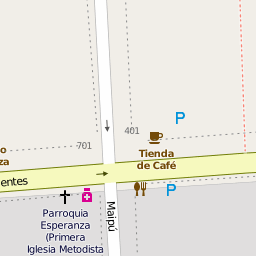 P
401
701
o
za
Tienda
de Café
entes
P
Maipú
Parroquia
Esperanza
(Primera
Iglesia Metodista